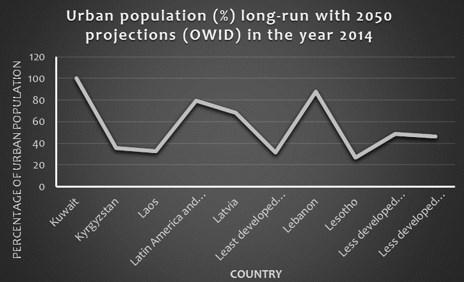 Urban population (%) long-run with 2050
projections (OWID) in the year 2014
PERCENTAGE OF URBAN POPULATION
120
100
80
60
40
20
0
Kuwait
Kyrgyzstan
Laos
Latin America and...
Latvia
Least developed...
Lebanon
Lesotho
Less developed...
Less developed...
COUNTRY